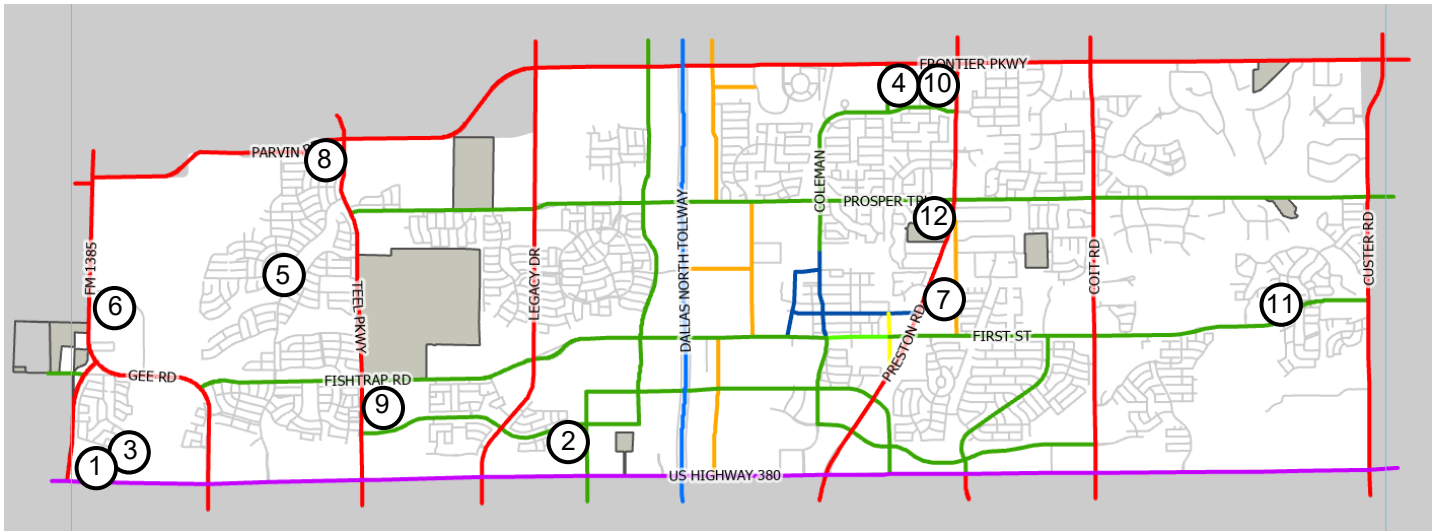 FRONTIER PKWY
4
10
PARVIN
8
COLEMAN
PROSPER
12
DALLAS NORTH TOLLWAY
FM 1385
LEGACY DR
COIT RD
CUSTER RD
5
6
TEEL PKWY
7
11
PRESTON RD
FIRST ST
GEE RD
FISHTRAP RD
9
2
3
1
US HIGHWAY 380